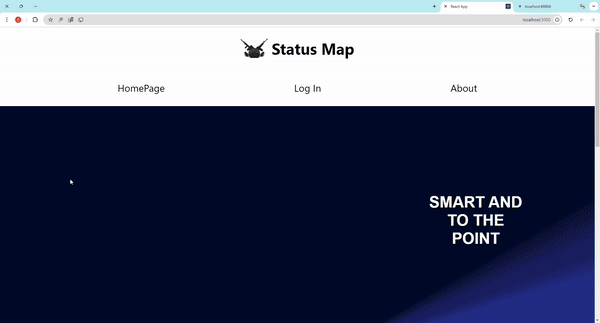 React App
localhost:8080/
localhost:3000
Status Map
HomePage
Log In
About
SMART AND
TO THE
POINT